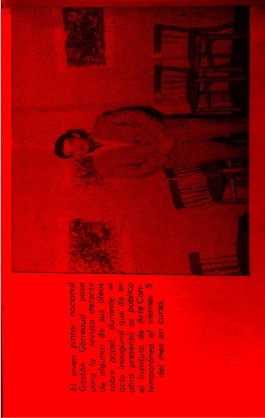 El joven pintor nacional
Gastón Garreaud posa
para la revista delante
de algunos de sus óleos
sobre papel, durante el
acto inaugural que de su
obra presentó al público
el Instituto de Arte Con-
temporáneo el viernes 5
del mes en curso.